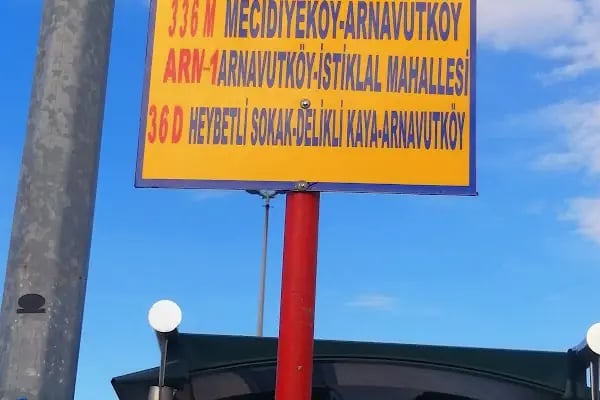 336 M MECİDİYEKÖY-ARNAVUTKÖY
ARN-1 ARNAVUTKÖY-İSTİKLAL MAHALLESİ
36 D HEYBETLİ SOKAK-DELİKLİ KAYA-ARNAVUTKÖY